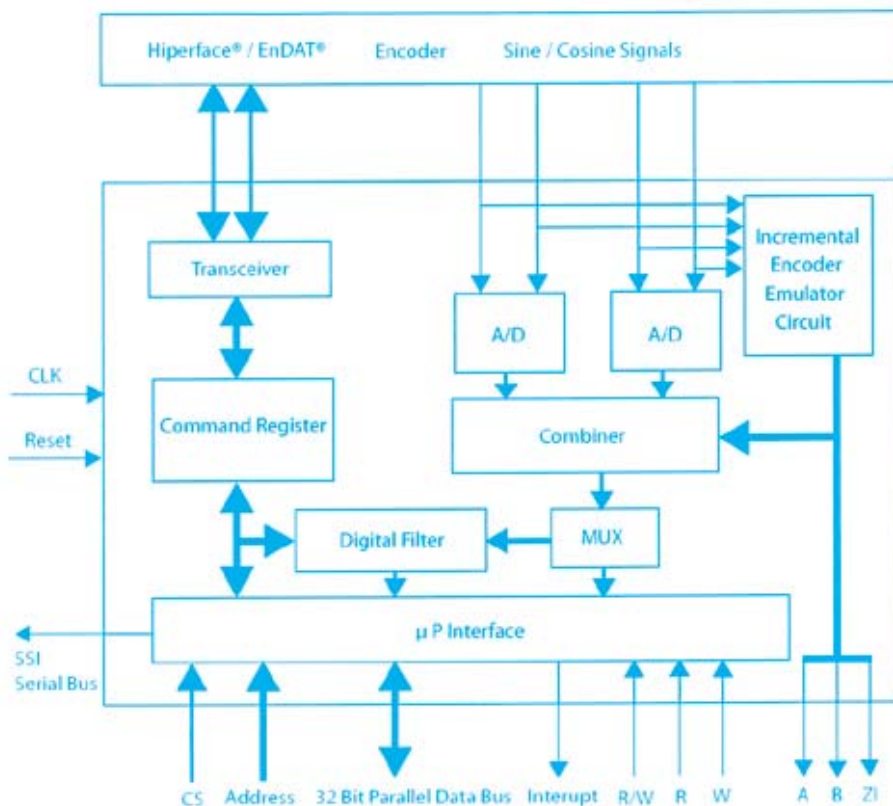 Hiperface® / EnDAT® Encoder Sine / Cosine Signals
Incremental
Encoder
Emulator
Circuit
Transceiver
A/D
A/D
CLK
Command Register
Combiner
Reset
Digital Filter
MUX
µ P Interface
SSI
Serial Bus
CS
Address
32 Bit Parallel Data Bus
Interupt
R/W
R
W
A
B
ZI